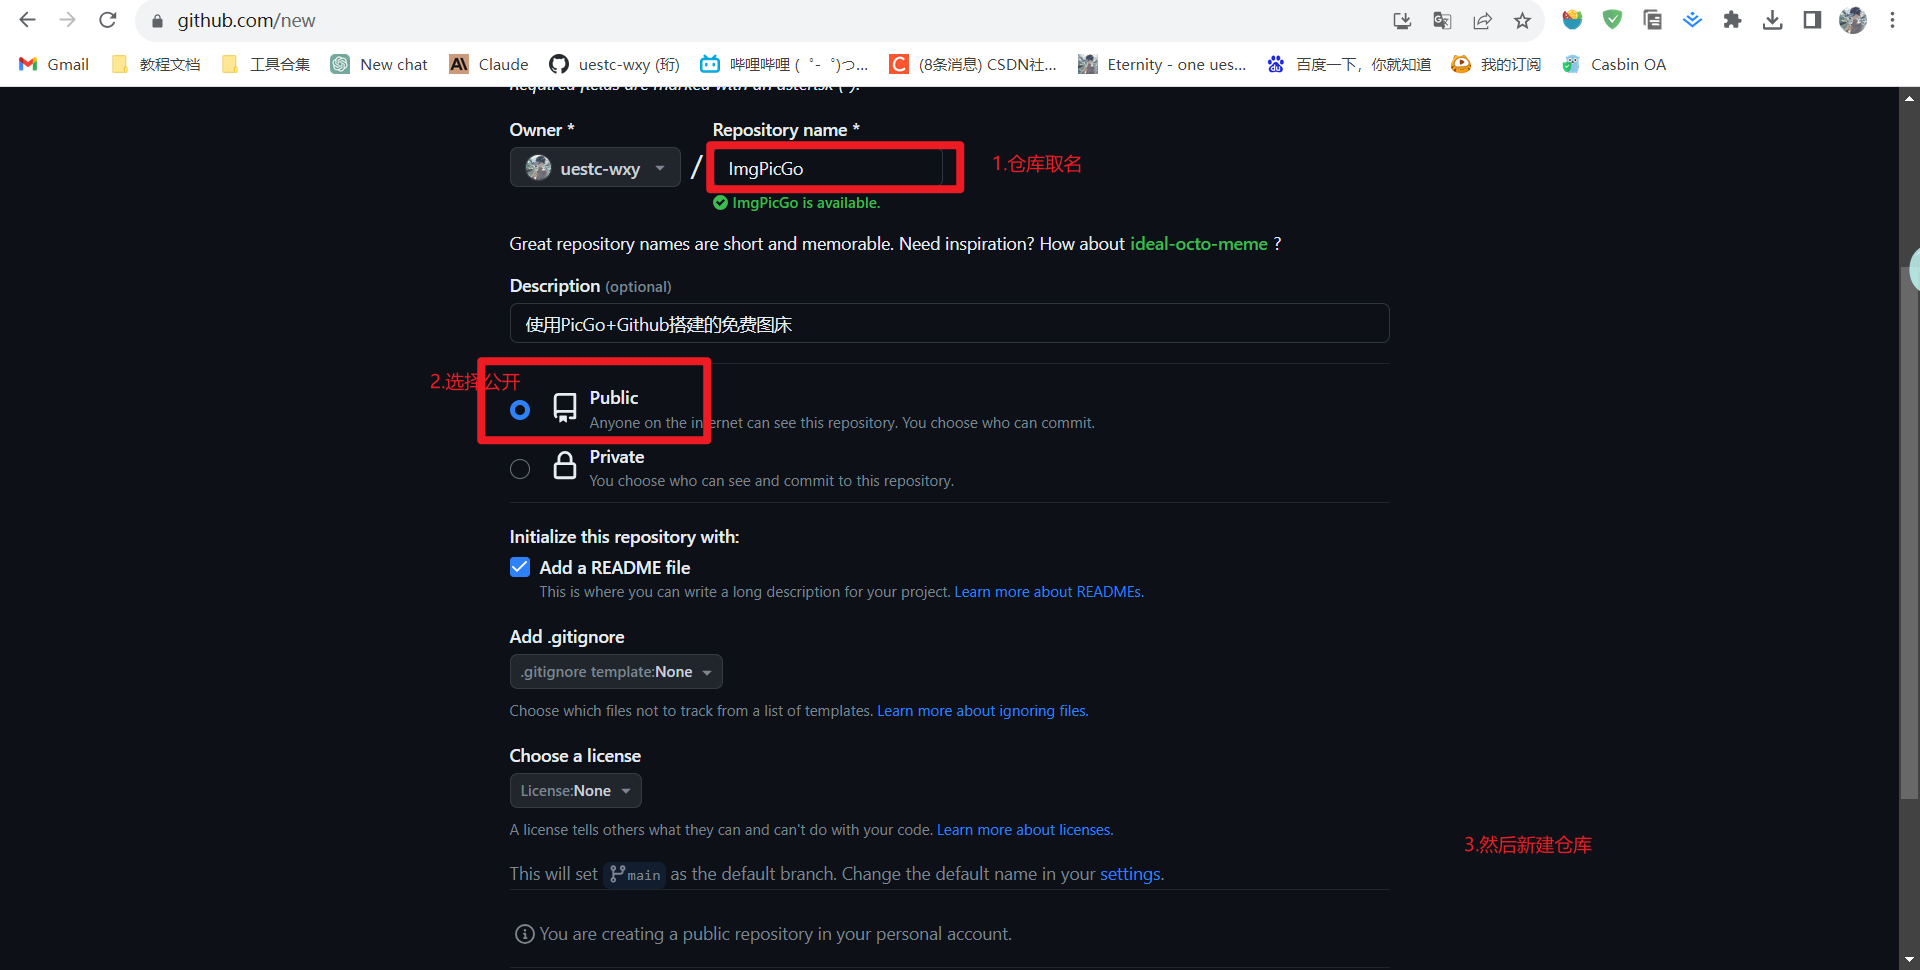 github.com/new
Gmail 教程文档 工具合集 New chat Claude uestc-wxy (珩) 哔哩哔哩 (゜-゜)つ... (8条消息) CSDN社... Eternity - one ues... 百度一下，你就知道 我的订阅 Casbin OA
Required fields are marked with an asterisk (*).
Owner * Repository name *
uestc-wxy / ImgPicGo 1.仓库取名
ImgPicGo is available.
Great repository names are short and memorable. Need inspiration? How about ideal-octo-meme ?
Description (optional)
使用PicGo+Github搭建的免费图床
2.选择公开
Public
Anyone on the internet can see this repository. You choose who can commit.
Private
You choose who can see and commit to this repository.
Initialize this repository with:
Add a README file
This is where you can write a long description for your project. Learn more about READMEs.
Add .gitignore
.gitignore template:None
Choose which files not to track from a list of templates. Learn more about ignoring files.
Choose a license
License:None
A license tells others what they can and can't do with your code. Learn more about licenses.
3.然后新建仓库
This will set main as the default branch. Change the default name in your settings.
You are creating a public repository in your personal account.